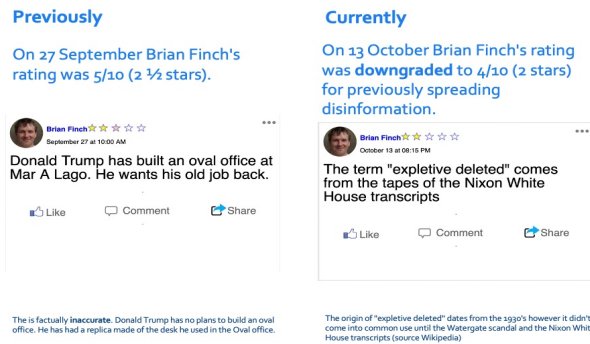 Previously
On 27 September Brian Finch's
rating was 5/10 (2 ½ stars).
Brian Finch
September 27 at 10:00 AM
Donald Trump has built an oval office at
Mar A Lago. He wants his old job back.
Like Comment Share
The is factually inaccurate. Donald Trump has no plans to build an oval
office. He has had a replica made of the desk he used in the Oval office.
Currently
On 13 October Brian Finch's rating
was downgraded to 4/10 (2 stars)
for previously spreading
disinformation.
Brian Finch
October 13 at 08:15 PM
The term "expletive deleted" comes
from the tapes of the Nixon White
House transcripts
Like Comment Share
The origin of "expletive deleted" dates from the 1930's however it didn't
come into common use until the Watergate scandal and the Nixon Whit
House transcripts (source Wikipedia)